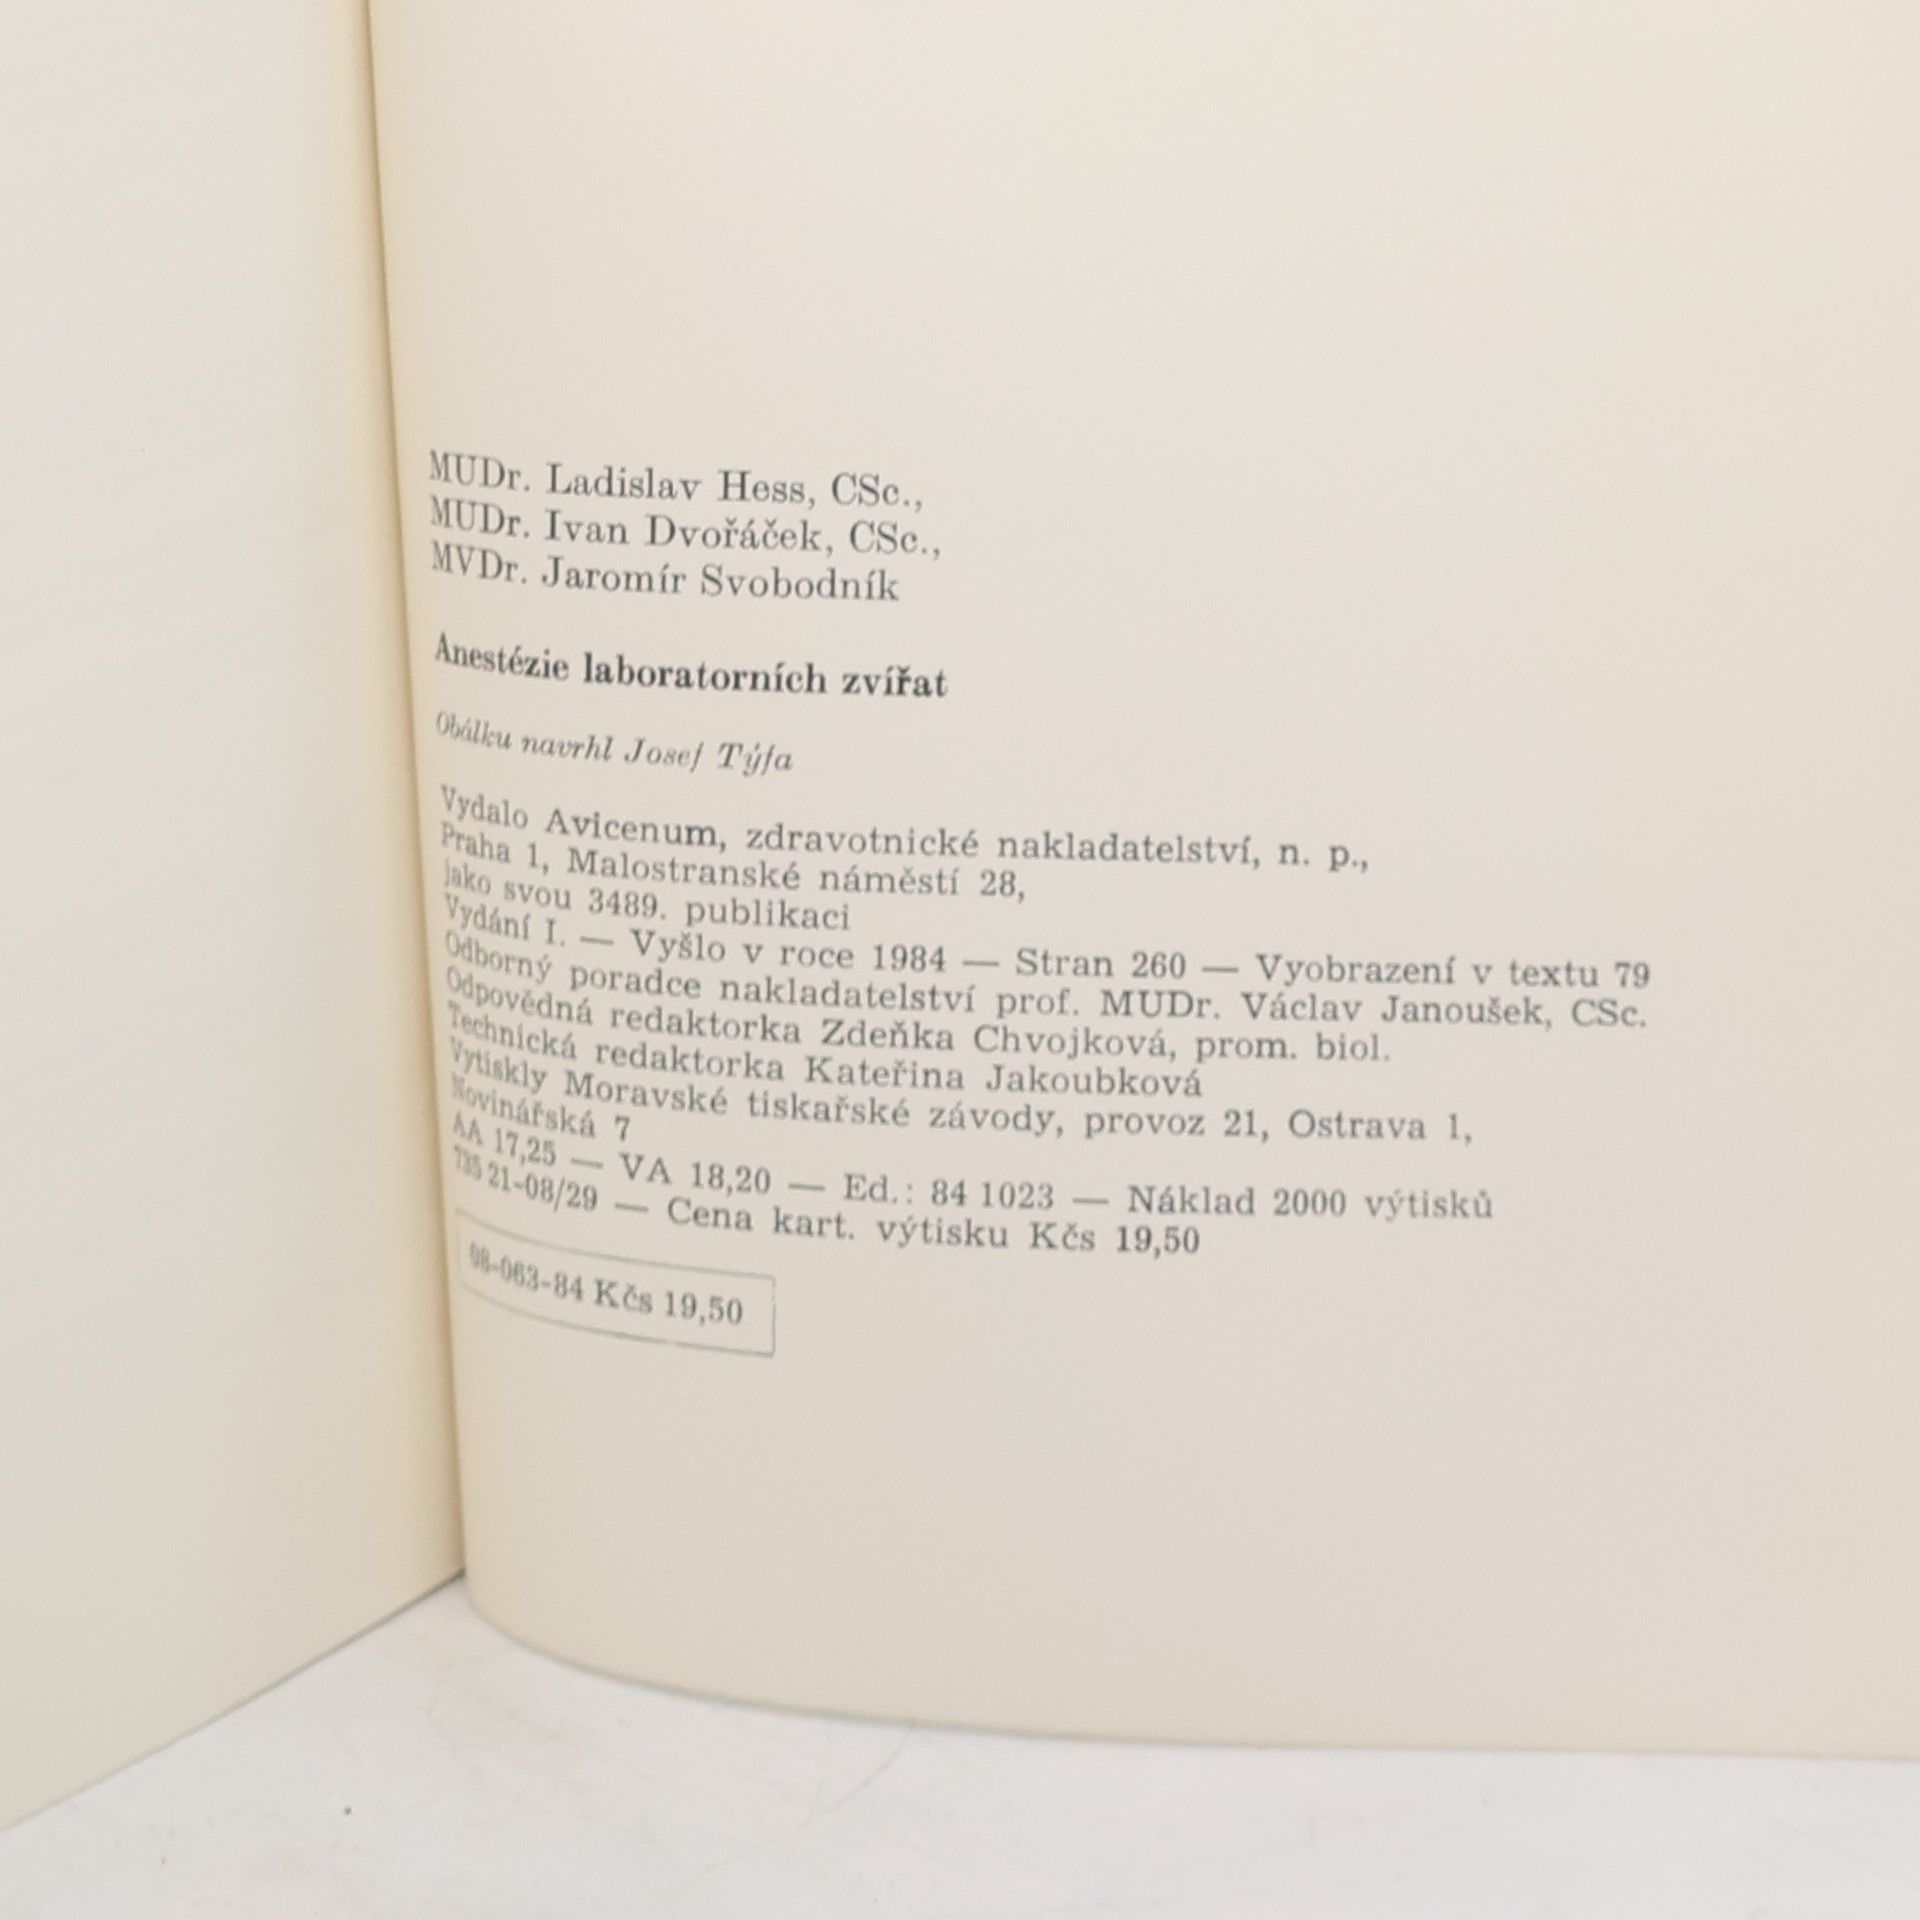 MUDr. Ladislav Hess, CSc.,
MUDr. Ivan Dvořáček, CSc.,
MVDr. Jaromír Svobodník
Anestézie laboratorních zvířat
Obálku navrhl Josef Týfa
Vydalo Avicenum, zdravotnické nakladatelství, n. p.,
Praha 1, Malostranské náměstí 28,
jako svou 3489. publikaci
Vydání I. — Vyšlo v roce 1984 — Stran 260 — Vyobrazení v textu 79
Odborný poradce nakladatelství prof. MUDr. Václav Janoušek, CSc.
Odpovědná redaktorka Zdeňka Chvojková, prom. biol.
Technická redaktorka Kateřina Jakoubková
Vytiskly Moravské tiskařské závody, provoz 21, Ostrava 1,
Novinářská 7
AA 17,25 — VA 18,20 — Ed.: 84 1023 — Náklad 2000 výtisků
735 21-08/29 — Cena kart. výtisku Kčs 19,50
08-063-84 Kčs 19,50